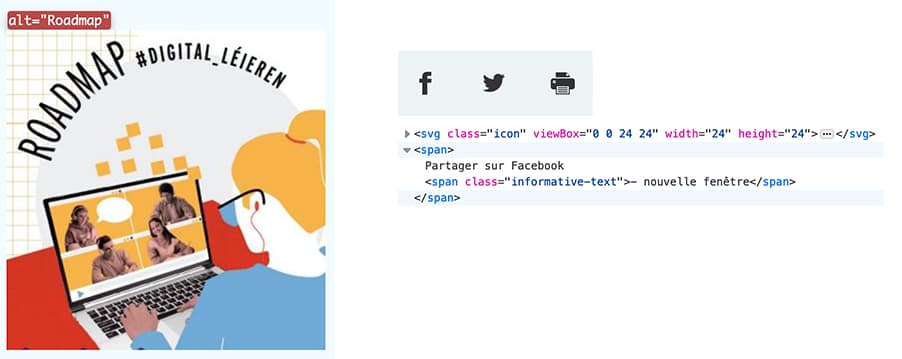 alt="Roadmap"
ROADMAP #DIGITAL_LÉIEREN
<svg class="icon" viewBox="0 0 24 24" width="24" height="24"></svg>
<span>
Partager sur Facebook
<span class="informative-text">– nouvelle fenêtre</span>
</span>